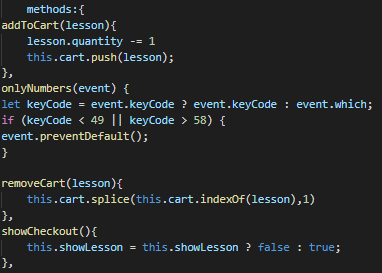 methods:{
addToCart(lesson){
lesson.quantity -= 1
this.cart.push(lesson);
},
onlyNumbers(event) {
let keyCode = event.keyCode ? event.keyCode : event.which;
if (keyCode < 49 || keyCode > 58) {
event.preventDefault();
}
removeCart(lesson){
this.cart.splice(this.cart.indexOf(lesson),1)
},
showCheckout(){
this.showLesson = this.showLesson ? false : true;
},